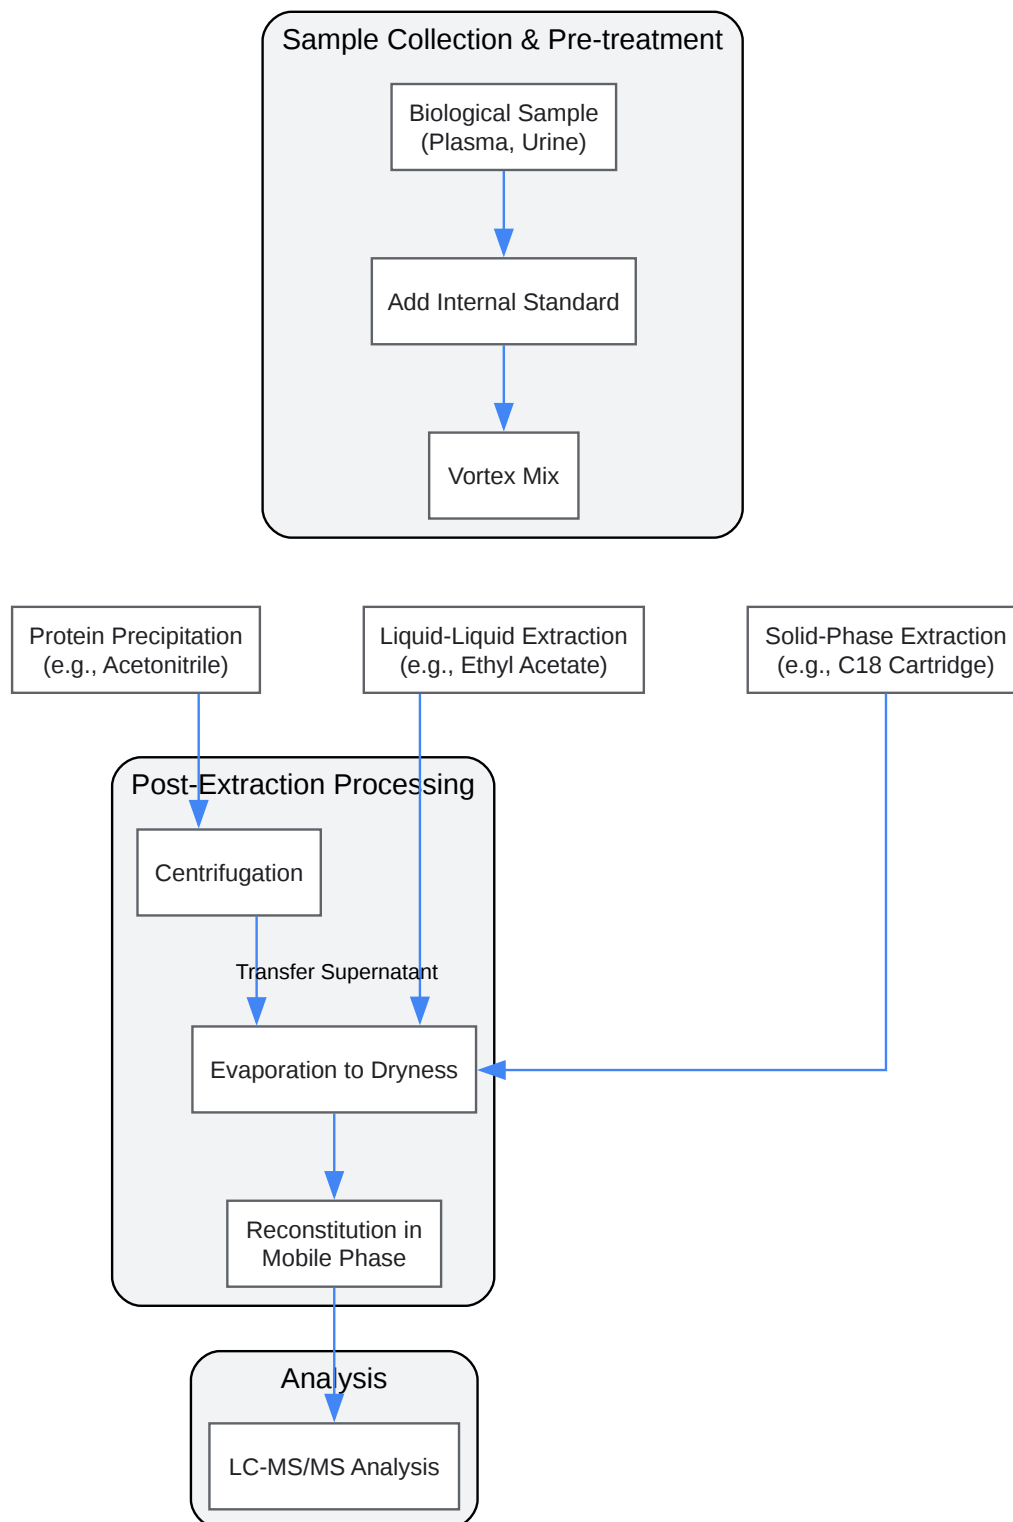 Sample Collection & Pre-treatment
Biological Sample
(Plasma, Urine)
Add Internal Standard
Vortex Mix
Protein Precipitation
(e.g., Acetonitrile)
Liquid-Liquid Extraction
(e.g., Ethyl Acetate)
Solid-Phase Extraction
(e.g., C18 Cartridge)
Post-Extraction Processing
Centrifugation
Transfer Supernatant
Evaporation to Dryness
Reconstitution in
Mobile Phase
Analysis
LC-MS/MS Analysis